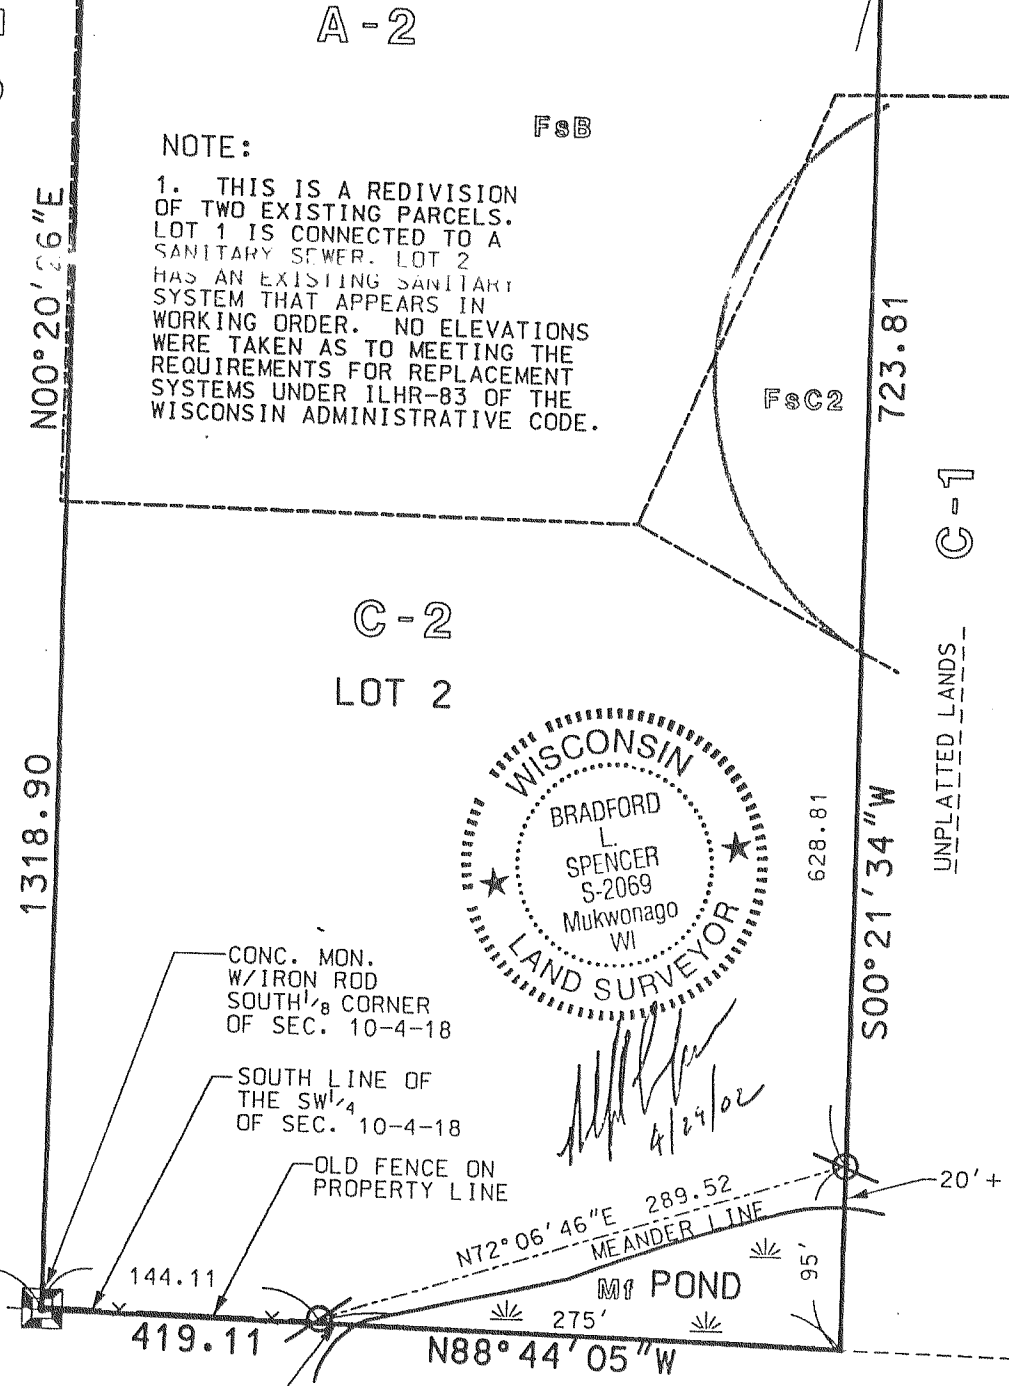 A-2
FsB
NOTE:
1. THIS IS A REDIVISION
OF TWO EXISTING PARCELS.
LOT 1 IS CONNECTED TO A
SANITARY SEWER. LOT 2
HAS AN EXISTING SANITARY
SYSTEM THAT APPEARS IN
WORKING ORDER. NO ELEVATIONS
WERE TAKEN AS TO MEETING THE
REQUIREMENTS FOR REPLACEMENT
SYSTEMS UNDER ILHR-83 OF THE
WISCONSIN ADMINISTRATIVE CODE.
N00°20'26"E
1318.90
FsC2
723.81
C-1
UNPLATTED LANDS
C-2
LOT 2
WISCONSIN
BRADFORD
L.
SPENCER
S-2069
Mukwonago
WI
LAND SURVEYOR
4/29/02
628.81
S00°21'34"W
CONC. MON.
W/IRON ROD
SOUTH 1/8 CORNER
OF SEC. 10-4-18
SOUTH LINE OF
THE SW 1/4
OF SEC. 10-4-18
OLD FENCE ON
PROPERTY LINE
N72°06'46"E 289.52
MEANDER LINE
20'+
95'
Mf POND
144.11
275'
419.11
N88°44'05"W